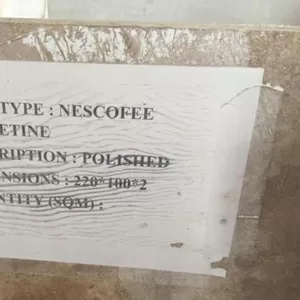 TYPE : NESCOFEE
ETINE
RIPTION : POLISHED
ENSIONS : 220*100*2
NTITY (SQM) :